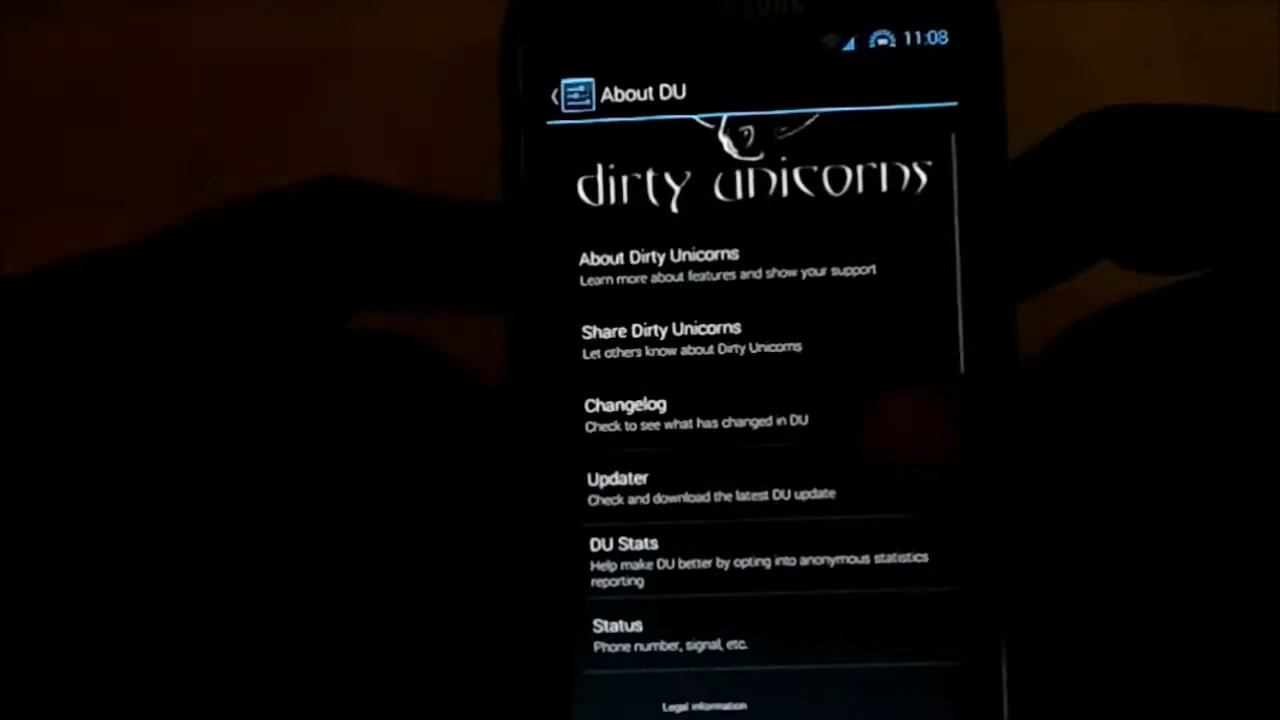 SAMSUNG
11:08
About DU
dirty unicorns
About Dirty Unicorns
Learn more about features and show your support
Share Dirty Unicorns
Let others know about Dirty Unicorns
Changelog
Check to see what has changed in DU
Updater
Check and download the latest DU update
DU Stats
Help make DU better by opting into anonymous statistics
reporting
Status
Phone number, signal, etc.
Legal information